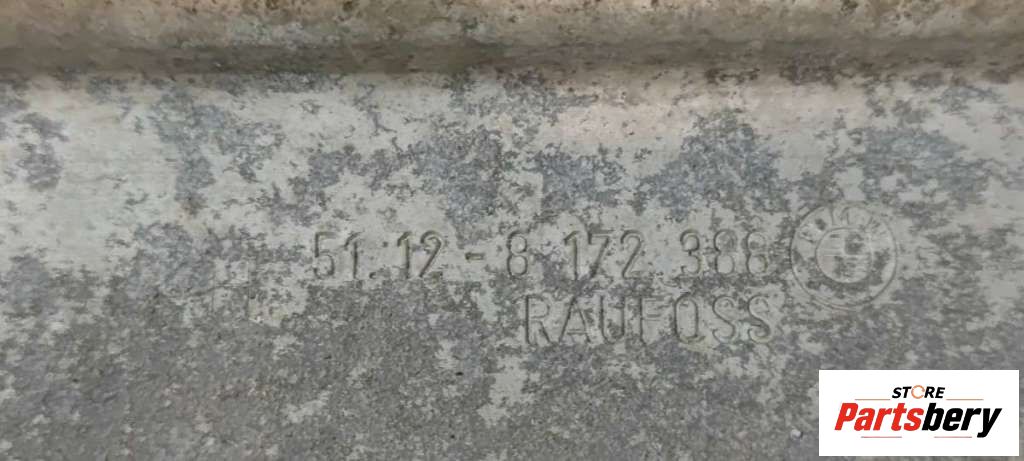 51.12-8 172 388
RAUFOSS
STORE
Partsbery